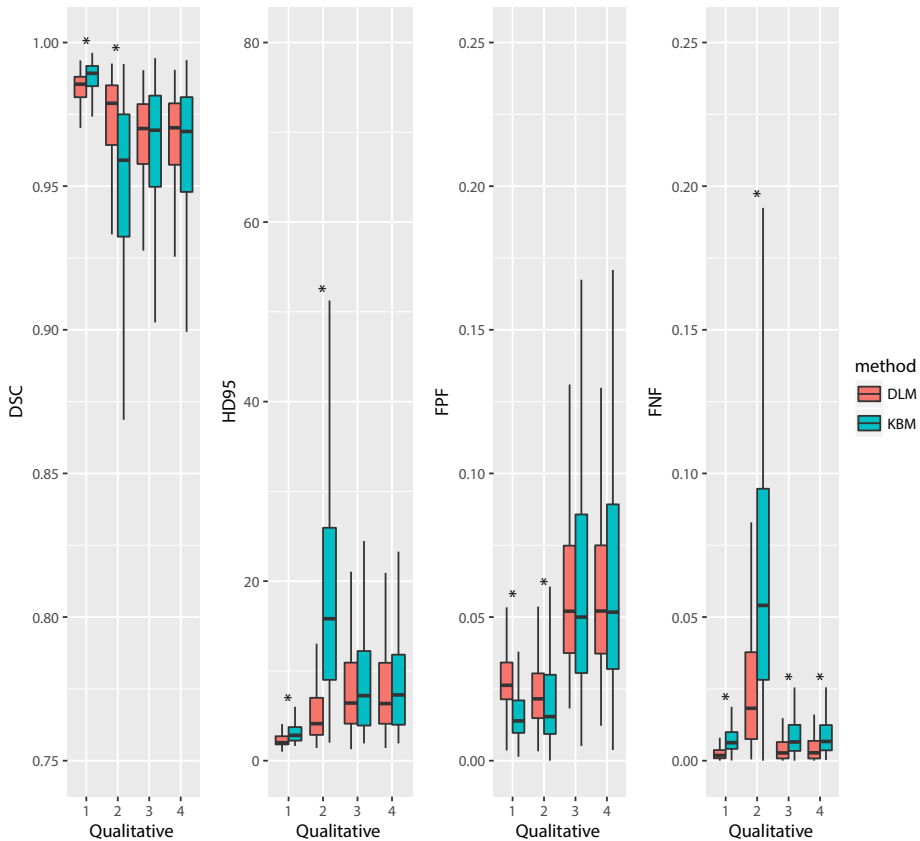 DSC
1.00
0.95
0.90
0.85
0.80
0.75
* *
1 2 3 4
Qualitative
HD95
80
60
40
20
0
* *
1 2 3 4
Qualitative
FPF
0.25
0.20
0.15
0.10
0.05
0.00
* *
1 2 3 4
Qualitative
FNF
0.25
0.20
0.15
0.10
0.05
0.00
* * * *
1 2 3 4
Qualitative
method
DLM
KBM